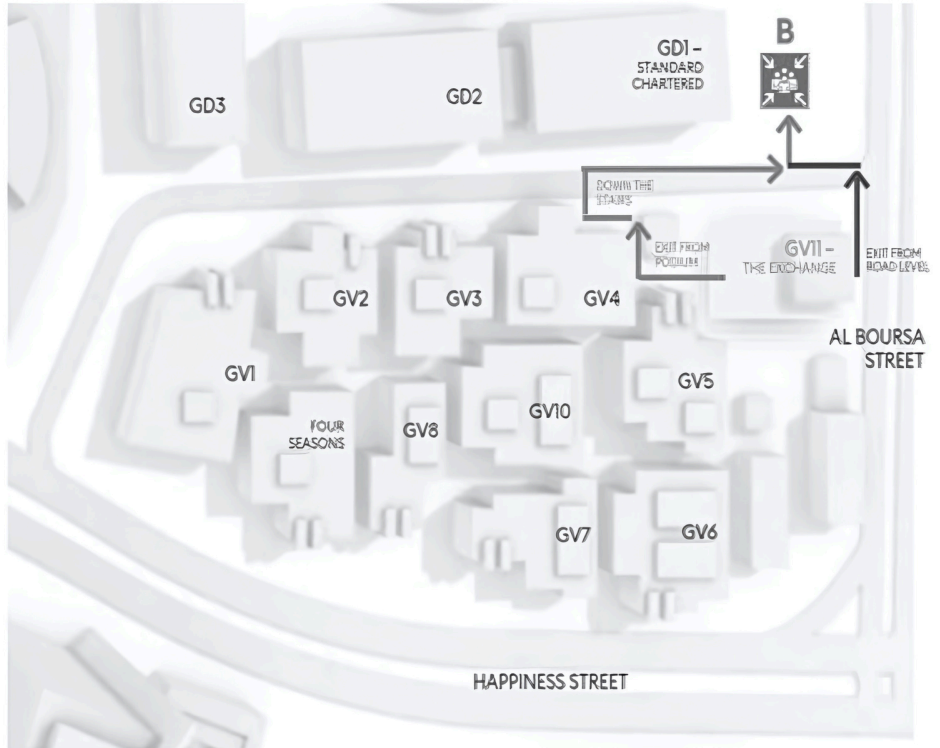 B
GD1 –
STANDARD
CHARTERED
GD2
GD3
DOWN THE
STAIRS
EXIT FROM
PODIUM
GV11 –
THE EXCHANGE
EXIT FROM
ROAD LEVEL
GV2
GV3
GV4
AL BOURSA
STREET
GV1
GV5
GV10
FOUR
SEASONS
GV8
GV7
GV6
HAPPINESS STREET